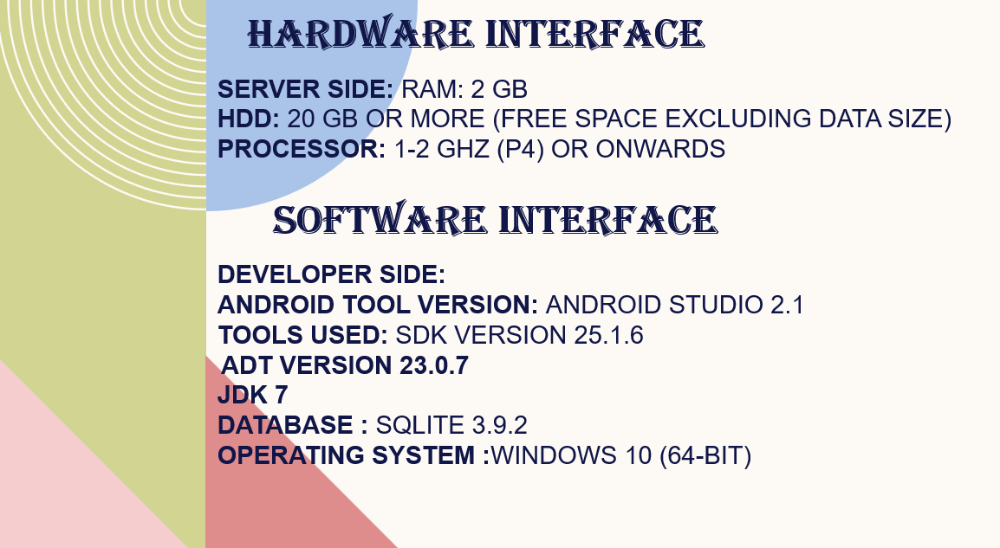 HARDWARE INTERFACE
SERVER SIDE: RAM: 2 GB
HDD: 20 GB OR MORE (FREE SPACE EXCLUDING DATA SIZE)
PROCESSOR: 1-2 GHZ (P4) OR ONWARDS
SOFTWARE INTERFACE
DEVELOPER SIDE:
ANDROID TOOL VERSION: ANDROID STUDIO 2.1
TOOLS USED: SDK VERSION 25.1.6
ADT VERSION 23.0.7
JDK 7
DATABASE : SQLITE 3.9.2
OPERATING SYSTEM :WINDOWS 10 (64-BIT)